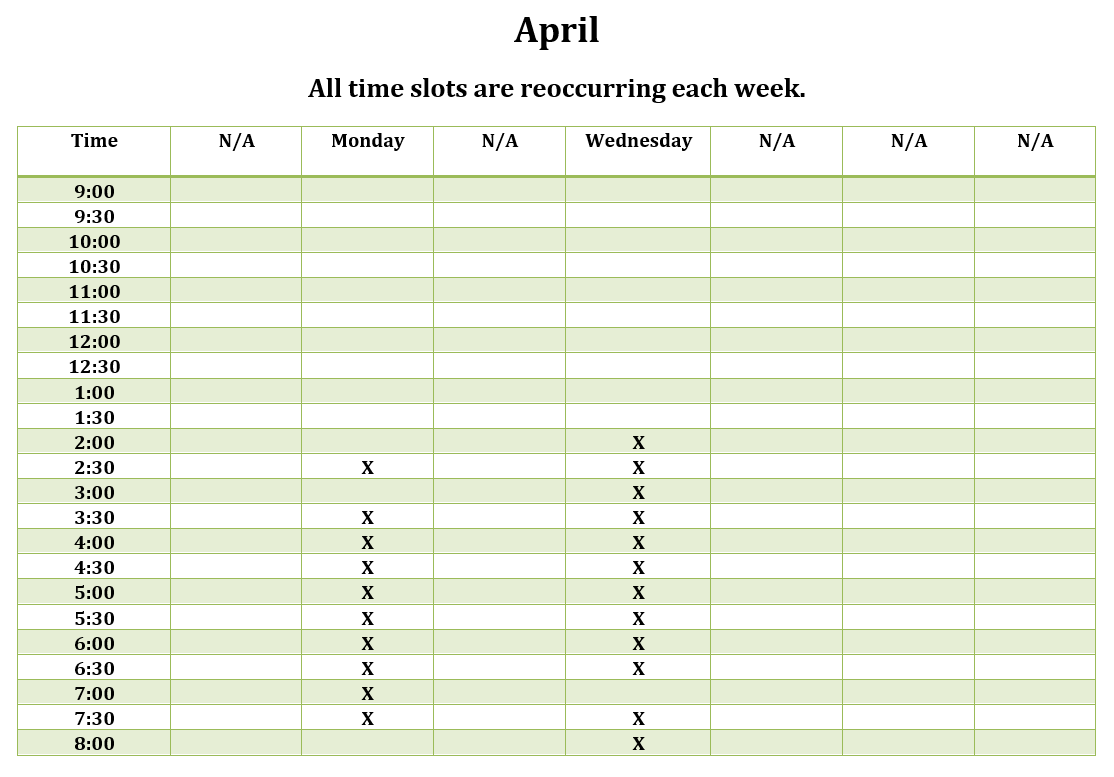 April
All time slots are reoccurring each week.
Time N/A Monday N/A Wednesday N/A N/A N/A
9:00
9:30
10:00
10:30
11:00
11:30
12:00
12:30
1:00
1:30
2:00 X
2:30 X X
3:00 X
3:30 X X
4:00 X X
4:30 X X
5:00 X X
5:30 X X
6:00 X X
6:30 X X
7:00 X
7:30 X X
8:00 X